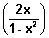 (2x / (1 - x²))